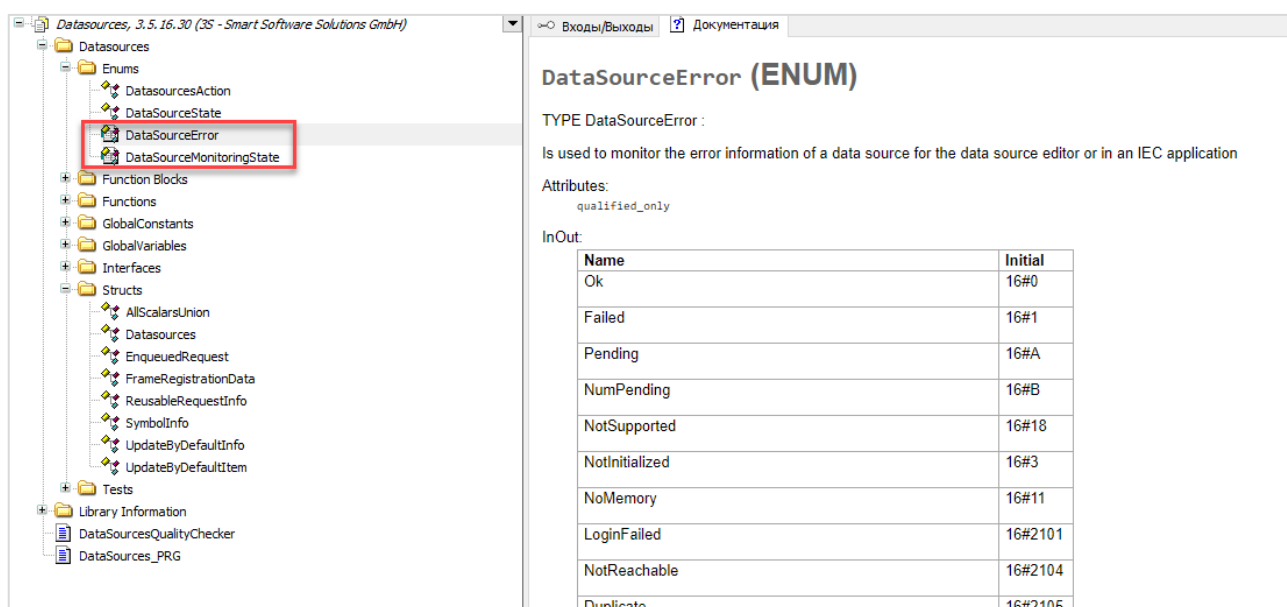 Datasources, 3.5.16.30 (3S - Smart Software Solutions GmbH)
Datasources
Enums
DatasourcesAction
DataSourceState
DataSourceError
DataSourceMonitoringState
Function Blocks
Functions
GlobalConstants
GlobalVariables
Interfaces
Structs
AllScalarsUnion
Datasources
EnqueuedRequest
FrameRegistrationData
ReusableRequestInfo
SymbolInfo
UpdateByDefaultInfo
UpdateByDefaultItem
Tests
Library Information
DataSourcesQualityChecker
DataSources_PRG
Входы/Выходы Документация
DataSourceError (ENUM)
TYPE DataSourceError :
Is used to monitor the error information of a data source for the data source editor or in an IEC application
Attributes:
qualified_only
InOut:
Name Initial
Ok 16#0
Failed 16#1
Pending 16#A
NumPending 16#B
NotSupported 16#18
NotInitialized 16#3
NoMemory 16#11
LoginFailed 16#2101
NotReachable 16#2104
Duplicate 16#2105